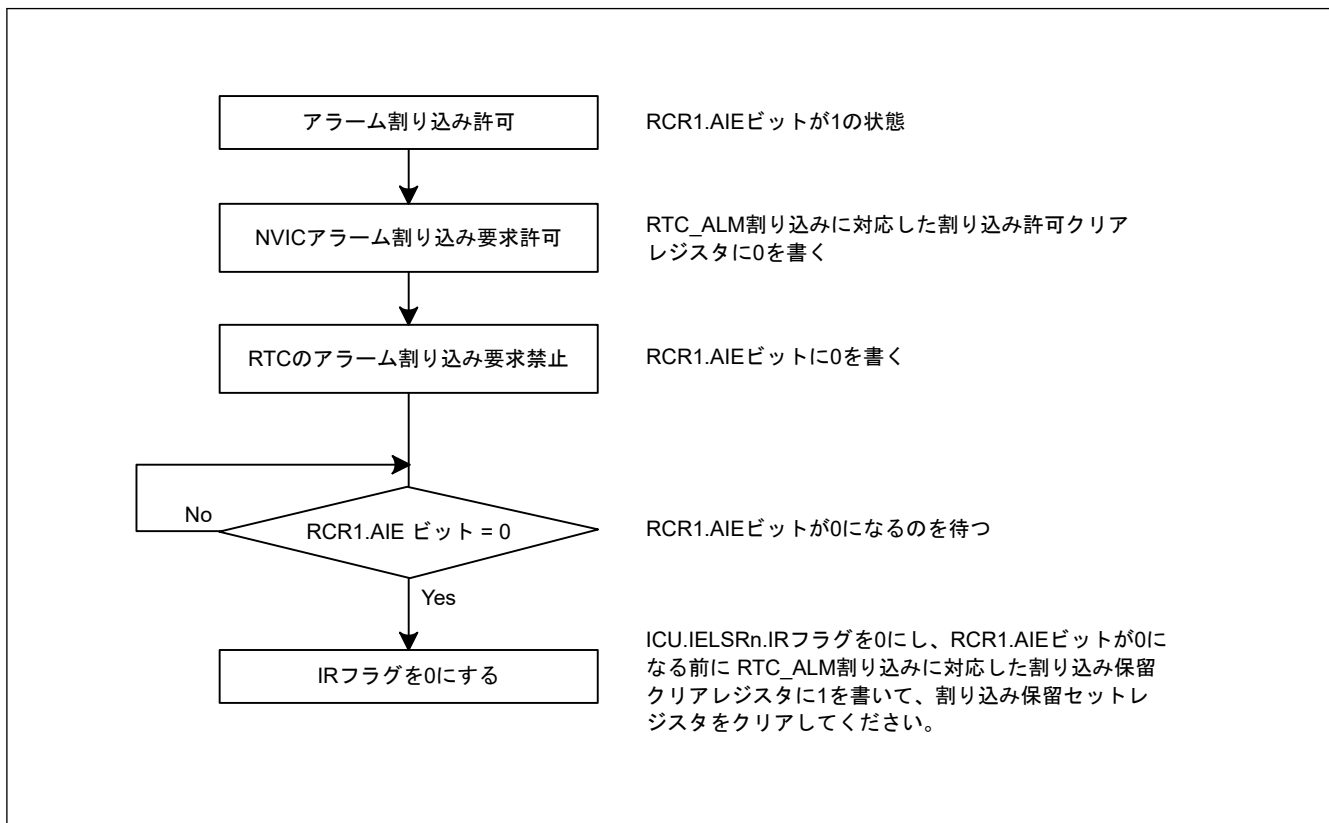 アラーム割り込み許可
RCR1.AIEビットが1の状態
NVICアラーム割り込み要求許可
RTC_ALM割り込みに対応した割り込み許可クリア
レジスタに0を書く
RTCのアラーム割り込み要求禁止
RCR1.AIEビットに0を書く
No
RCR1.AIE ビット = 0
RCR1.AIEビットが0になるのを待つ
Yes
IRフラグを0にする
ICU.IELSRn.IRフラグを0にし、RCR1.AIEビットが0に
なる前に RTC_ALM割り込みに対応した割り込み保留
クリアレジスタに1を書いて、割り込み保留セットレ
ジスタをクリアしてください。